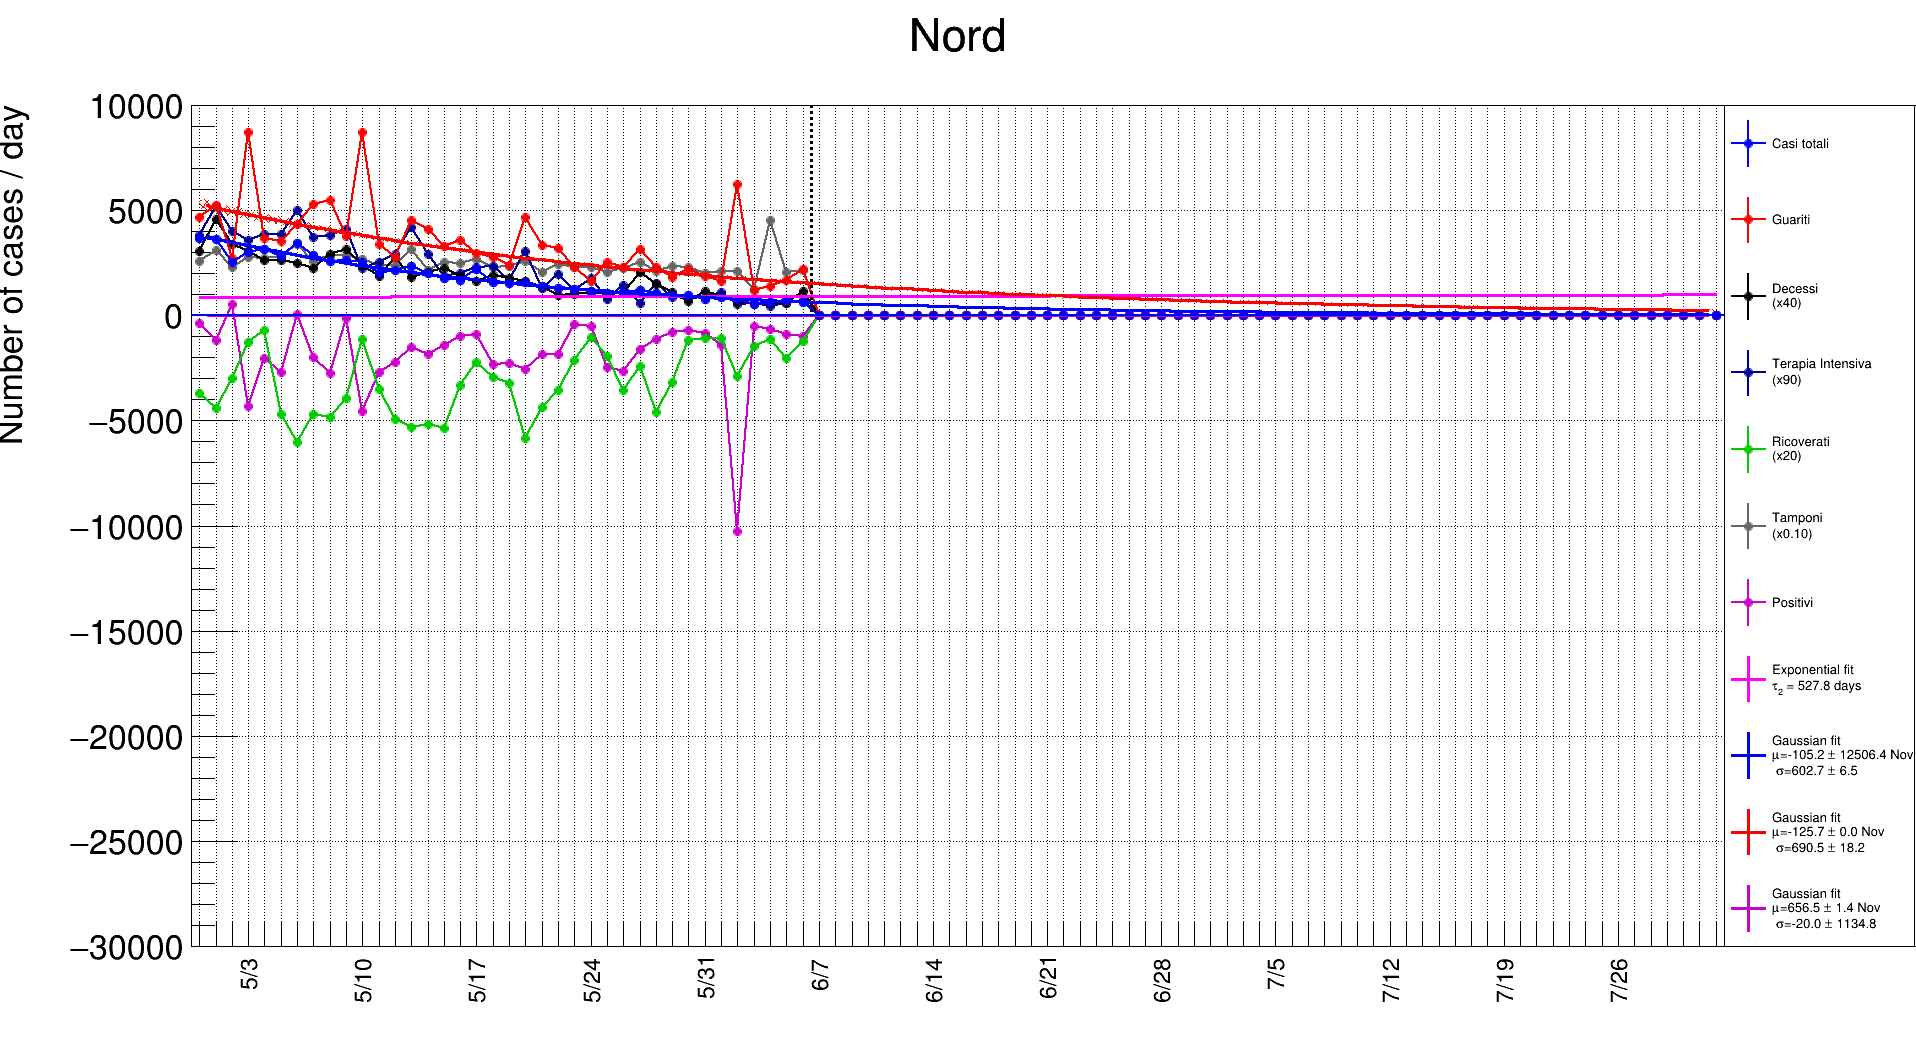 Nord
Number of cases / day
10000
5000
0
−5000
−10000
−15000
−20000
−25000
−30000
5/3
5/10
5/17
5/24
5/31
6/7
6/14
6/21
6/28
7/5
7/12
7/19
7/26
Casi totali
Guariti
Decessi
(x40)
Terapia Intensiva
(x90)
Ricoverati
(x20)
Tamponi
(x0.10)
Positivi
Exponential fit
τ₂ = 527.8 days
Gaussian fit
μ=-105.2 ± 12506.4 Nov
σ=602.7 ± 6.5
Gaussian fit
μ=-125.7 ± 0.0 Nov
σ=690.5 ± 18.2
Gaussian fit
μ=656.5 ± 1.4 Nov
σ=-20.0 ± 1134.8